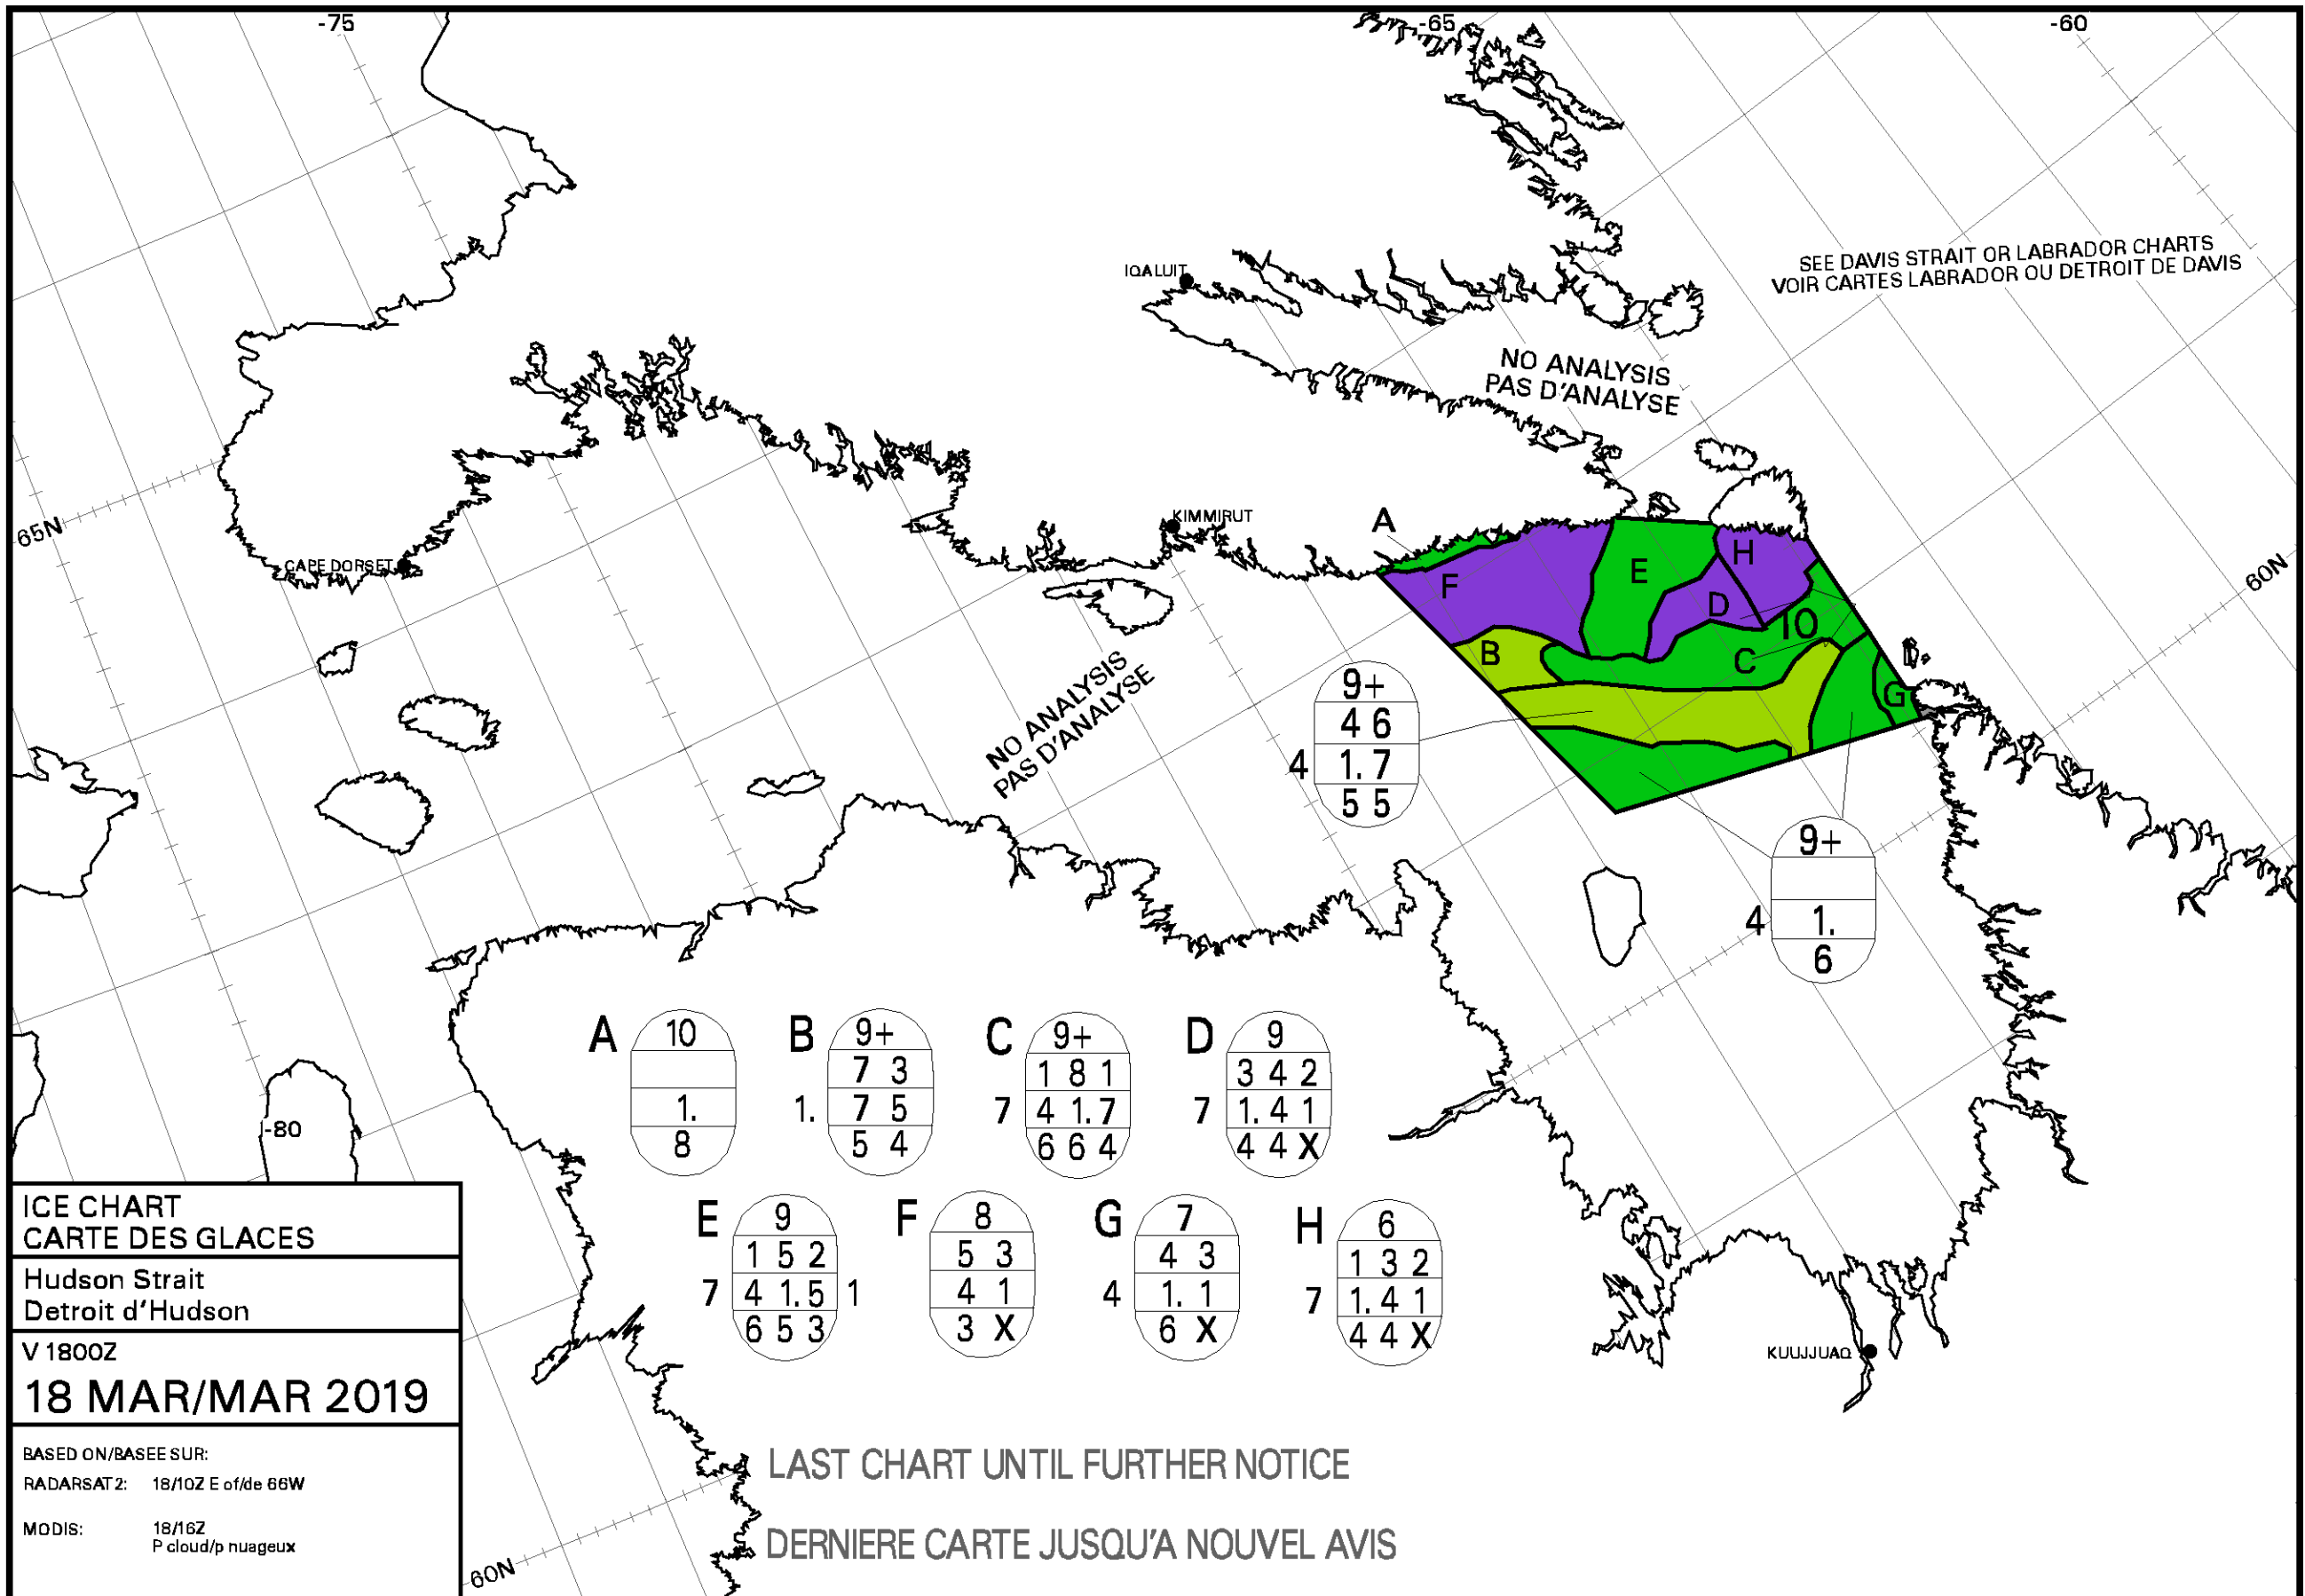 -75
-65
-60
SEE DAVIS STRAIT OR LABRADOR CHARTS
VOIR CARTES LABRADOR OU DETROIT DE DAVIS
IQALUIT
NO ANALYSIS
PAS D'ANALYSE
65N
CAPE DORSET
KIMMIRUT
A
60N
F
E
H
D
10
B
C
G
NO ANALYSIS
PAS D'ANALYSE
9+
4 6
4 1. 7
5 5
9+
4 1.
6
A
10
1.
8
B
9+
7 3
1. 7 5
5 4
C
9+
1 8 1
7 4 1. 7
6 6 4
D
9
3 4 2
7 1. 4 1
4 4 X
-80
E
9
1 5 2
7 4 1. 5 1
6 5 3
F
8
5 3
4 1
3 X
G
7
4 3
4 1. 1
6 X
H
6
1 3 2
7 1. 4 1
4 4 X
KUUJJUAQ
ICE CHART
CARTE DES GLACES
Hudson Strait
Detroit d'Hudson
V 1800Z
18 MAR/MAR 2019
BASED ON/BASEE SUR:
RADARSAT2: 18/10Z E of/de 66W
MODIS: 18/16Z
P cloud/p nuageux
LAST CHART UNTIL FURTHER NOTICE
DERNIERE CARTE JUSQU'A NOUVEL AVIS
60N